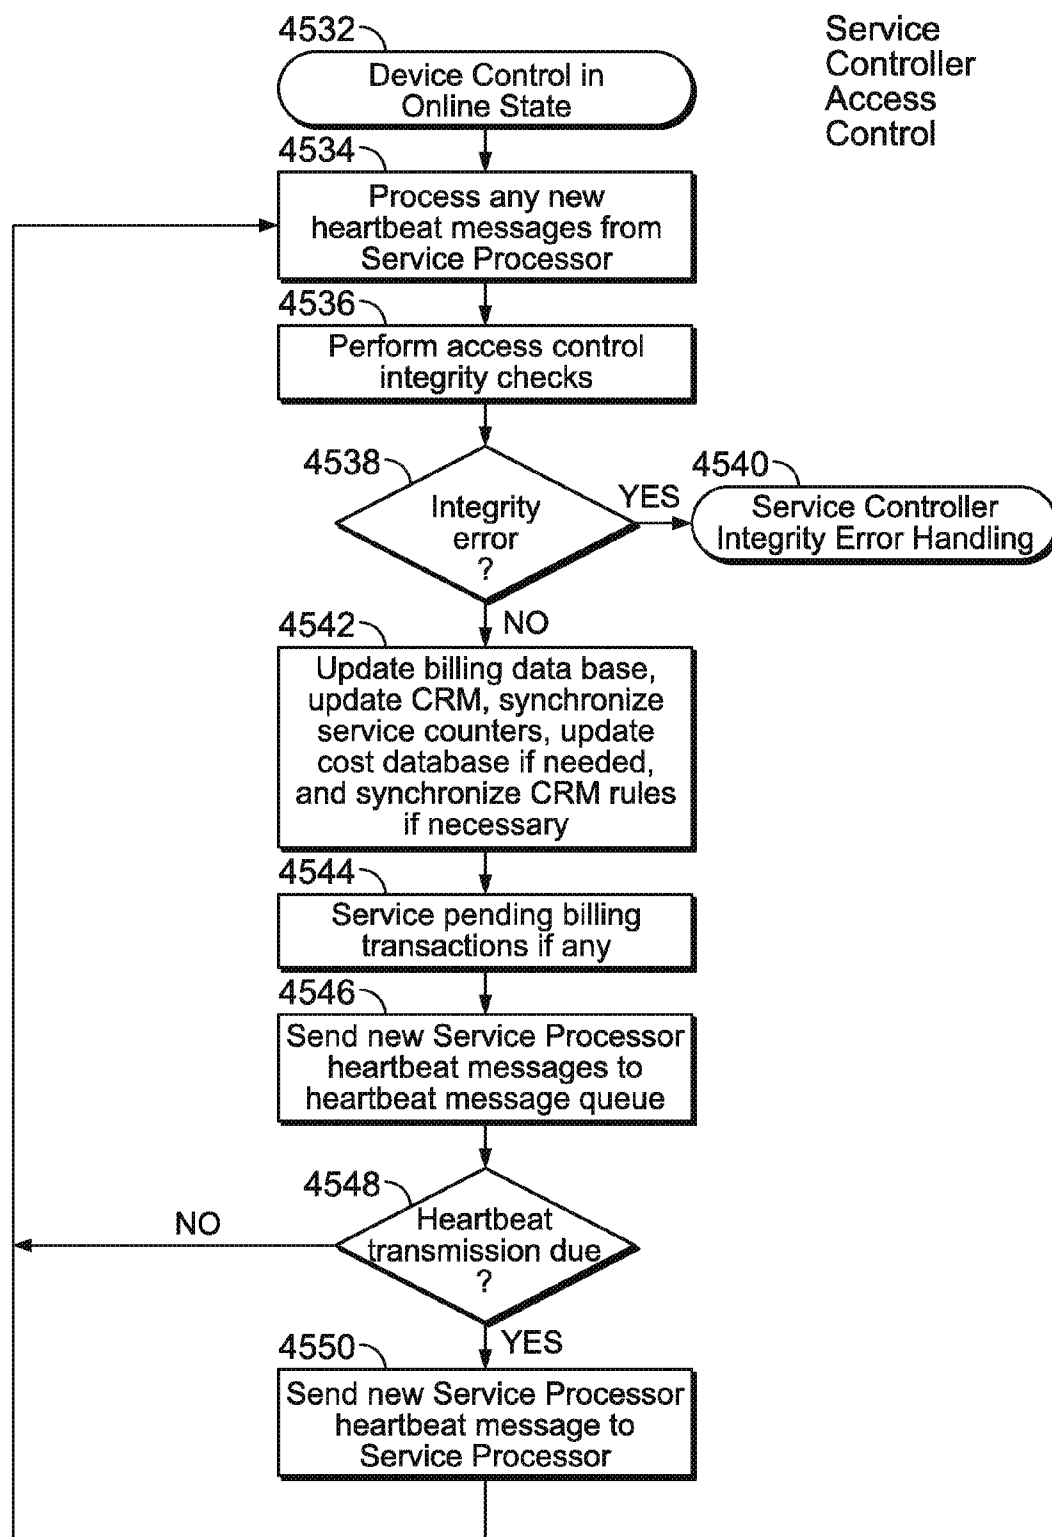 4532
Device Control in
Online State
Service
Controller
Access
Control
4534
Process any new
heartbeat messages from
Service Processor
4536
Perform access control
integrity checks
4538
Integrity
error
?
YES
4540
Service Controller
Integrity Error Handling
NO
4542
Update billing data base,
update CRM, synchronize
service counters, update
cost database if needed,
and synchronize CRM rules
if necessary
4544
Service pending billing
transactions if any
4546
Send new Service Processor
heartbeat messages to
heartbeat message queue
4548
Heartbeat
transmission due
?
NO
YES
4550
Send new Service Processor
heartbeat message to
Service Processor